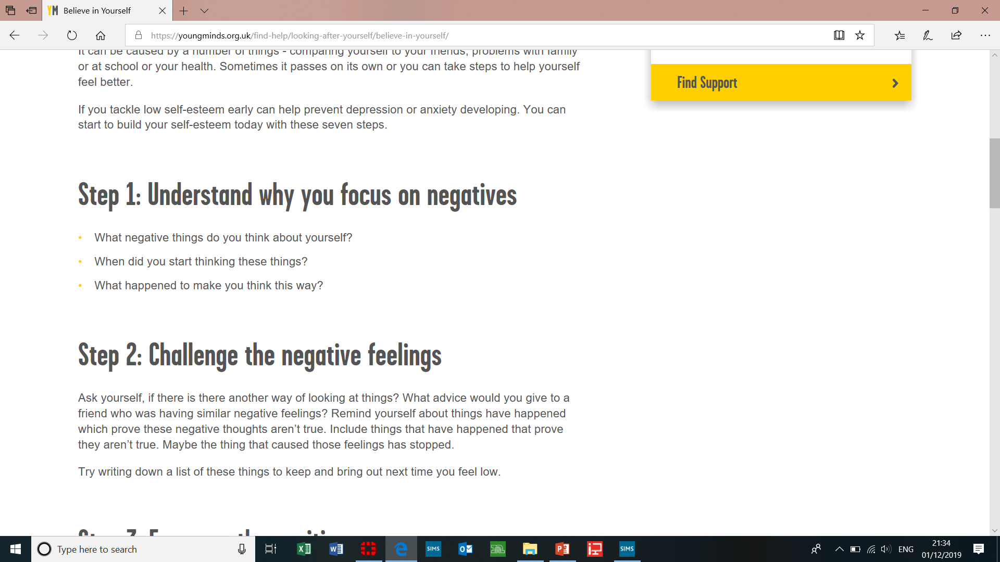 YM Believe in Yourself
https://youngminds.org.uk/find-help/looking-after-yourself/believe-in-yourself/
It can be caused by a number of things - comparing yourself to your friends, problems with family
or at school or your health. Sometimes it passes on its own or you can take steps to help yourself
feel better.
If you tackle low self-esteem early can help prevent depression or anxiety developing. You can
start to build your self-esteem today with these seven steps.
Find Support
Step 1: Understand why you focus on negatives
• What negative things do you think about yourself?
• When did you start thinking these things?
• What happened to make you think this way?
Step 2: Challenge the negative feelings
Ask yourself, if there is there another way of looking at things? What advice would you give to a
friend who was having similar negative feelings? Remind yourself about things have happened
which prove these negative thoughts aren’t true. Include things that have happened that prove
they aren’t true. Maybe the thing that caused those feelings has stopped.
Try writing down a list of these things to keep and bring out next time you feel low.
Type here to search
SIMS
SIMS
ENG
21:34
01/12/2019